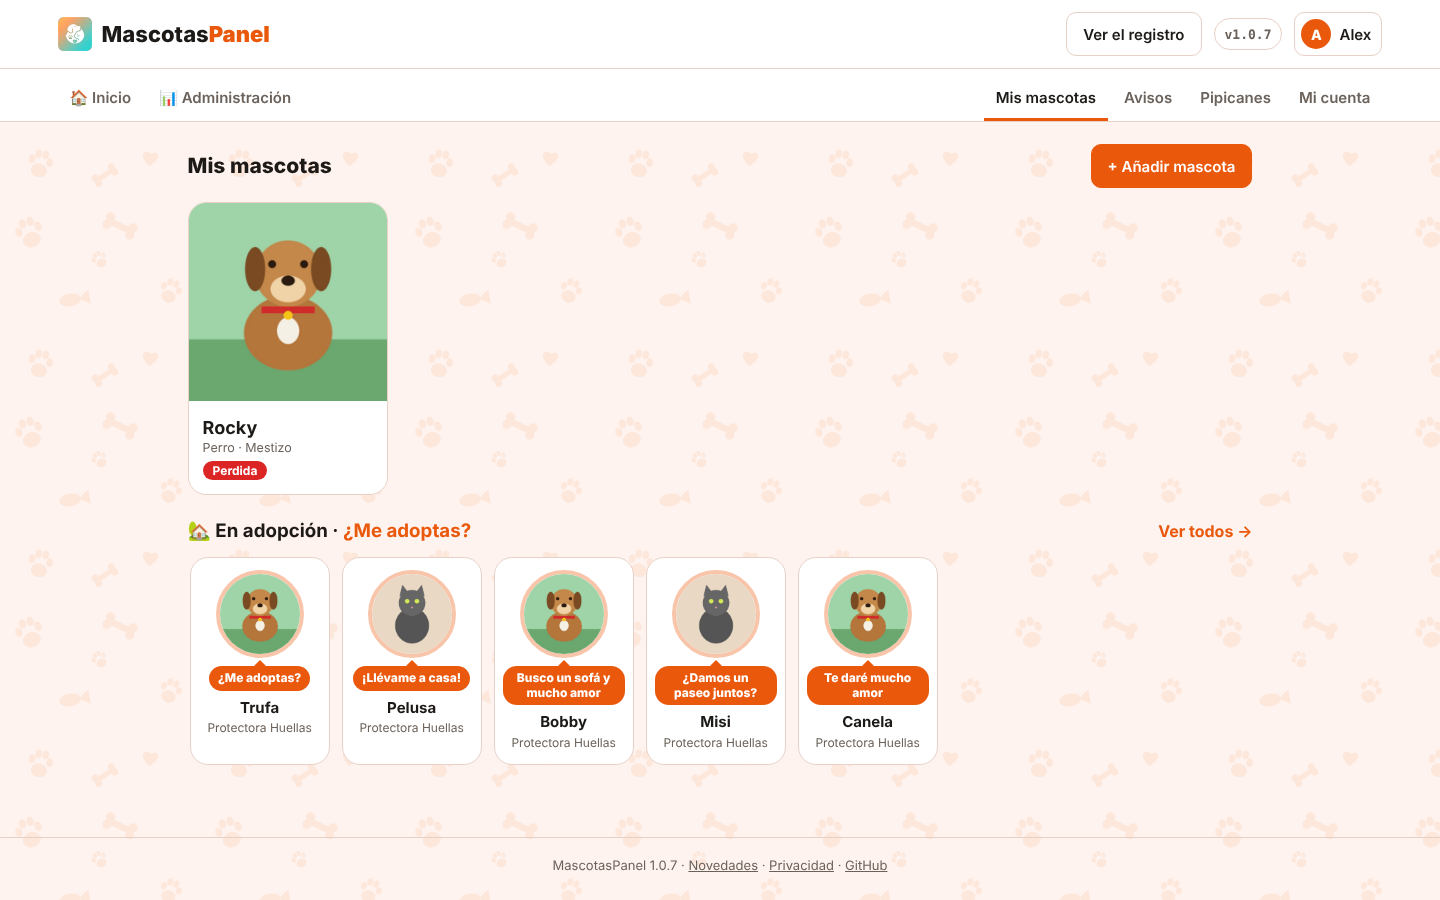 MascotasPanel
Ver el registro
v1.0.7
A
Alex
Inicio
Administración
Mis mascotas
Avisos
Pipicanes
Mi cuenta
Mis mascotas
+ Añadir mascota
Rocky
Perro · Mestizo
Perdida
En adopción · ¿Me adoptas?
Ver todos →
¿Me adoptas?
Trufa
Protectora Huellas
¡Llévame a casa!
Pelusa
Protectora Huellas
Busco un sofá y
mucho amor
Bobby
Protectora Huellas
¿Damos un
paseo juntos?
Misi
Protectora Huellas
Te daré mucho
amor
Canela
Protectora Huellas
MascotasPanel 1.0.7 · Novedades · Privacidad · GitHub